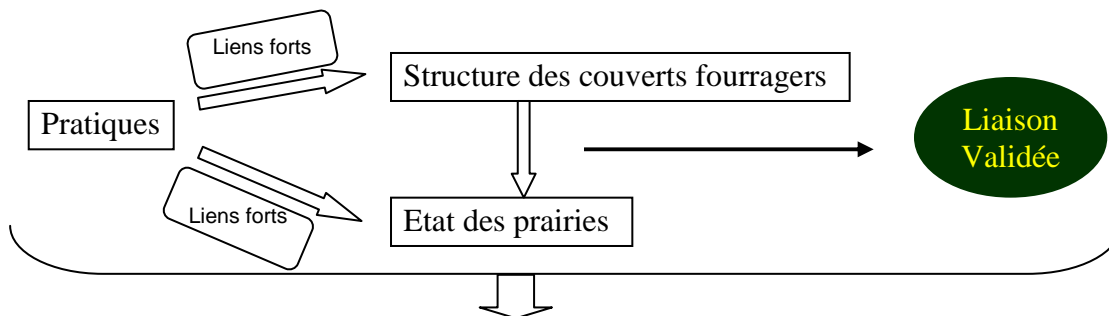 Liens forts
Structure des couverts fourragers
Pratiques
Liaison
Validée
Liens forts
Etat des prairies